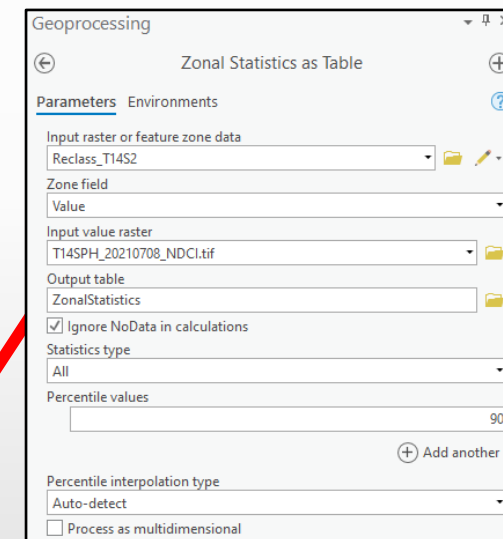 Geoprocessing
Zonal Statistics as Table
Parameters Environments
Input raster or feature zone data
Reclass_T14S2
Zone field
Value
Input value raster
T14SPH_20210708_NDCI.tif
Output table
ZonalStatistics
Ignore NoData in calculations
Statistics type
All
Percentile values
90
Add another
Percentile interpolation type
Auto-detect
Process as multidimensional